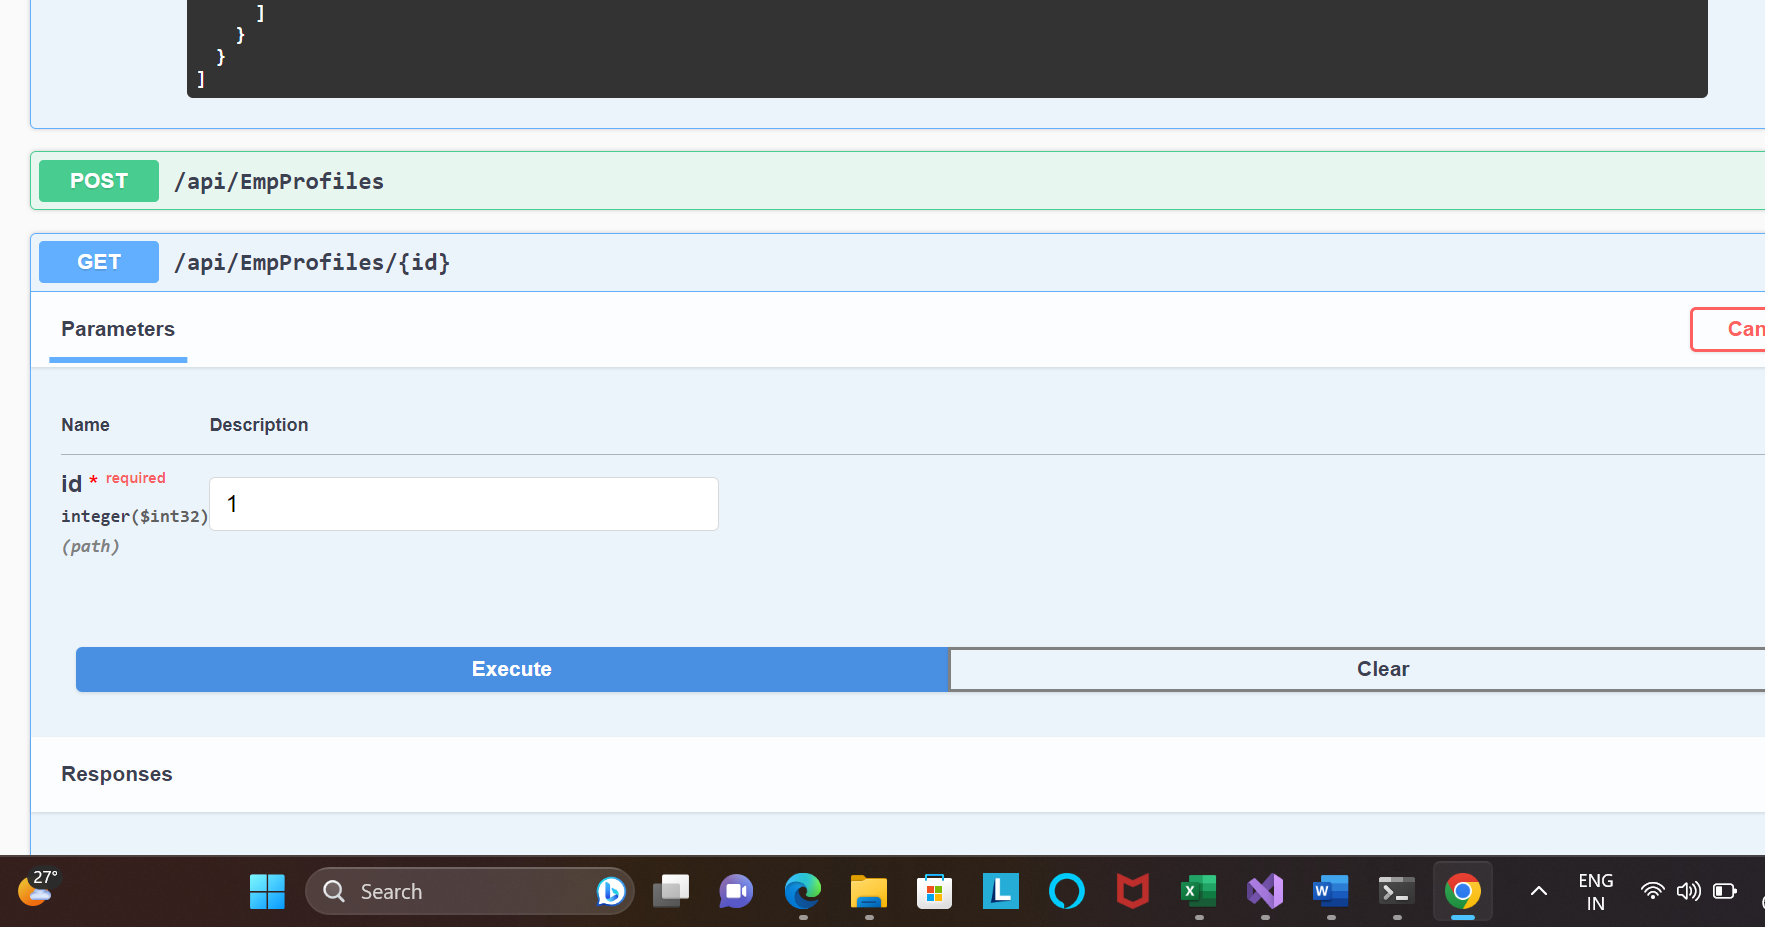 ]
}
}
]
POST /api/EmpProfiles
GET /api/EmpProfiles/{id}
Parameters
Name Description
id * required
integer($int32)
(path)
1
Execute Clear
Responses
27°
Search
ENG
IN